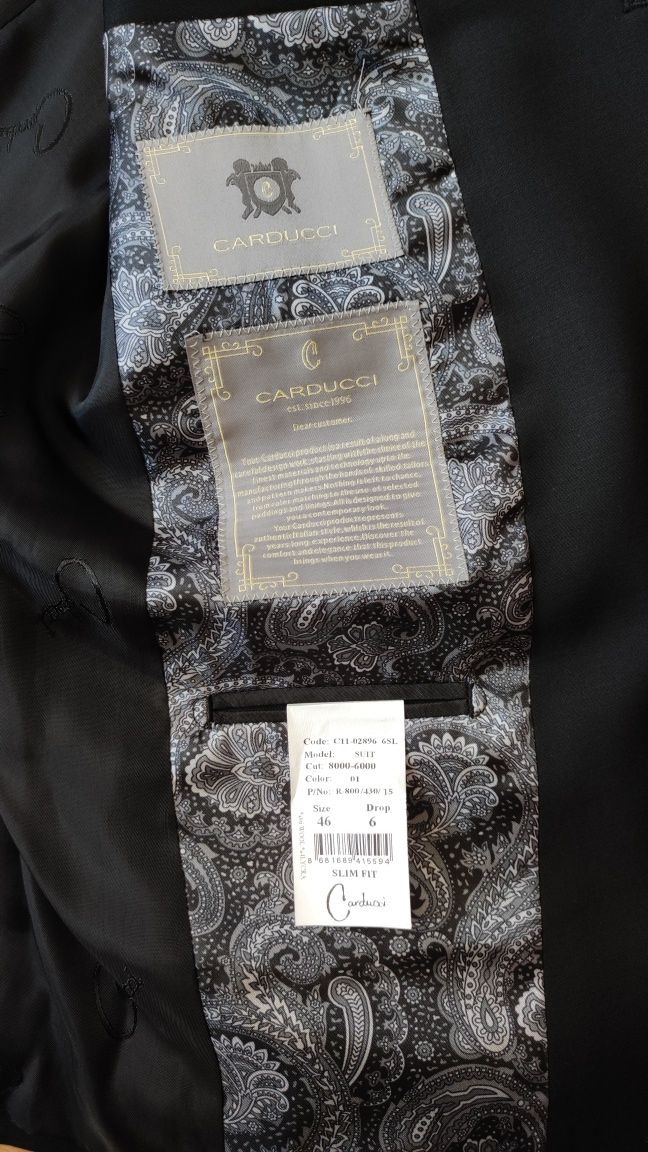 C
CARDUCCI
C
CARDUCCI
est. since 1996
Dear customer,
Your Carducci product is a result of a long and
careful design work, starting with the choice of the
finest materials and technology up to the
manufacturing through the hands of skilled tailors
and pattern makers. Nothing is left to chance,
from color matching to the use of selected
paddings and linings. All is designed to give
you a contemporary look.
Your Carducci product represents
authentic Italian style, which is the result of
years long experience. Discover the
comfort and elegance that this product
brings when you wear it.
Code: C11-02896 6SL
Model: SUIT
Cut: 8000-6000
Color: 01
P/No: R 800/430/ 15
Size Drop
46 6
8 681689 415594
SLIM FIT
Carducci